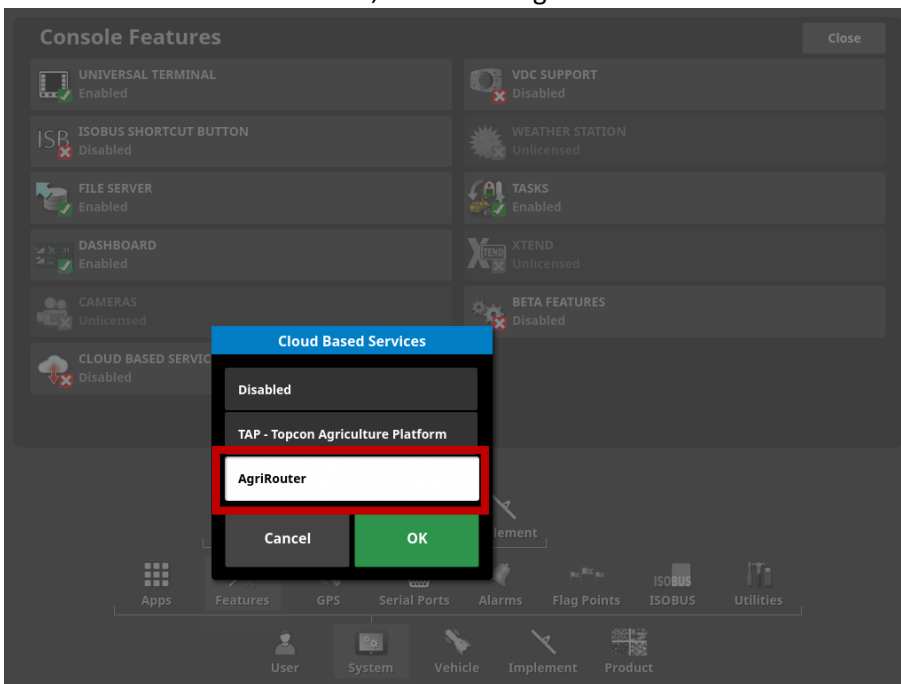 Console Features
Close
UNIVERSAL TERMINAL
Enabled
VDC SUPPORT
Disabled
ISB
ISOBUS SHORTCUT BUTTON
Disabled
WEATHER STATION
Unlicensed
FILE SERVER
Enabled
TASKS
Enabled
DASHBOARD
Enabled
XTEND
XTEND
Unlicensed
CAMERAS
Unlicensed
BETA FEATURES
Disabled
CLOUD BASED SERVIC
Disabled
Cloud Based Services
Disabled
TAP - Topcon Agriculture Platform
AgriRouter
Cancel
OK
lement
ISOBUS
Apps
Features
GPS
Serial Ports
Alarms
Flag Points
ISOBUS
Utilities
User
System
Vehicle
Implement
Product